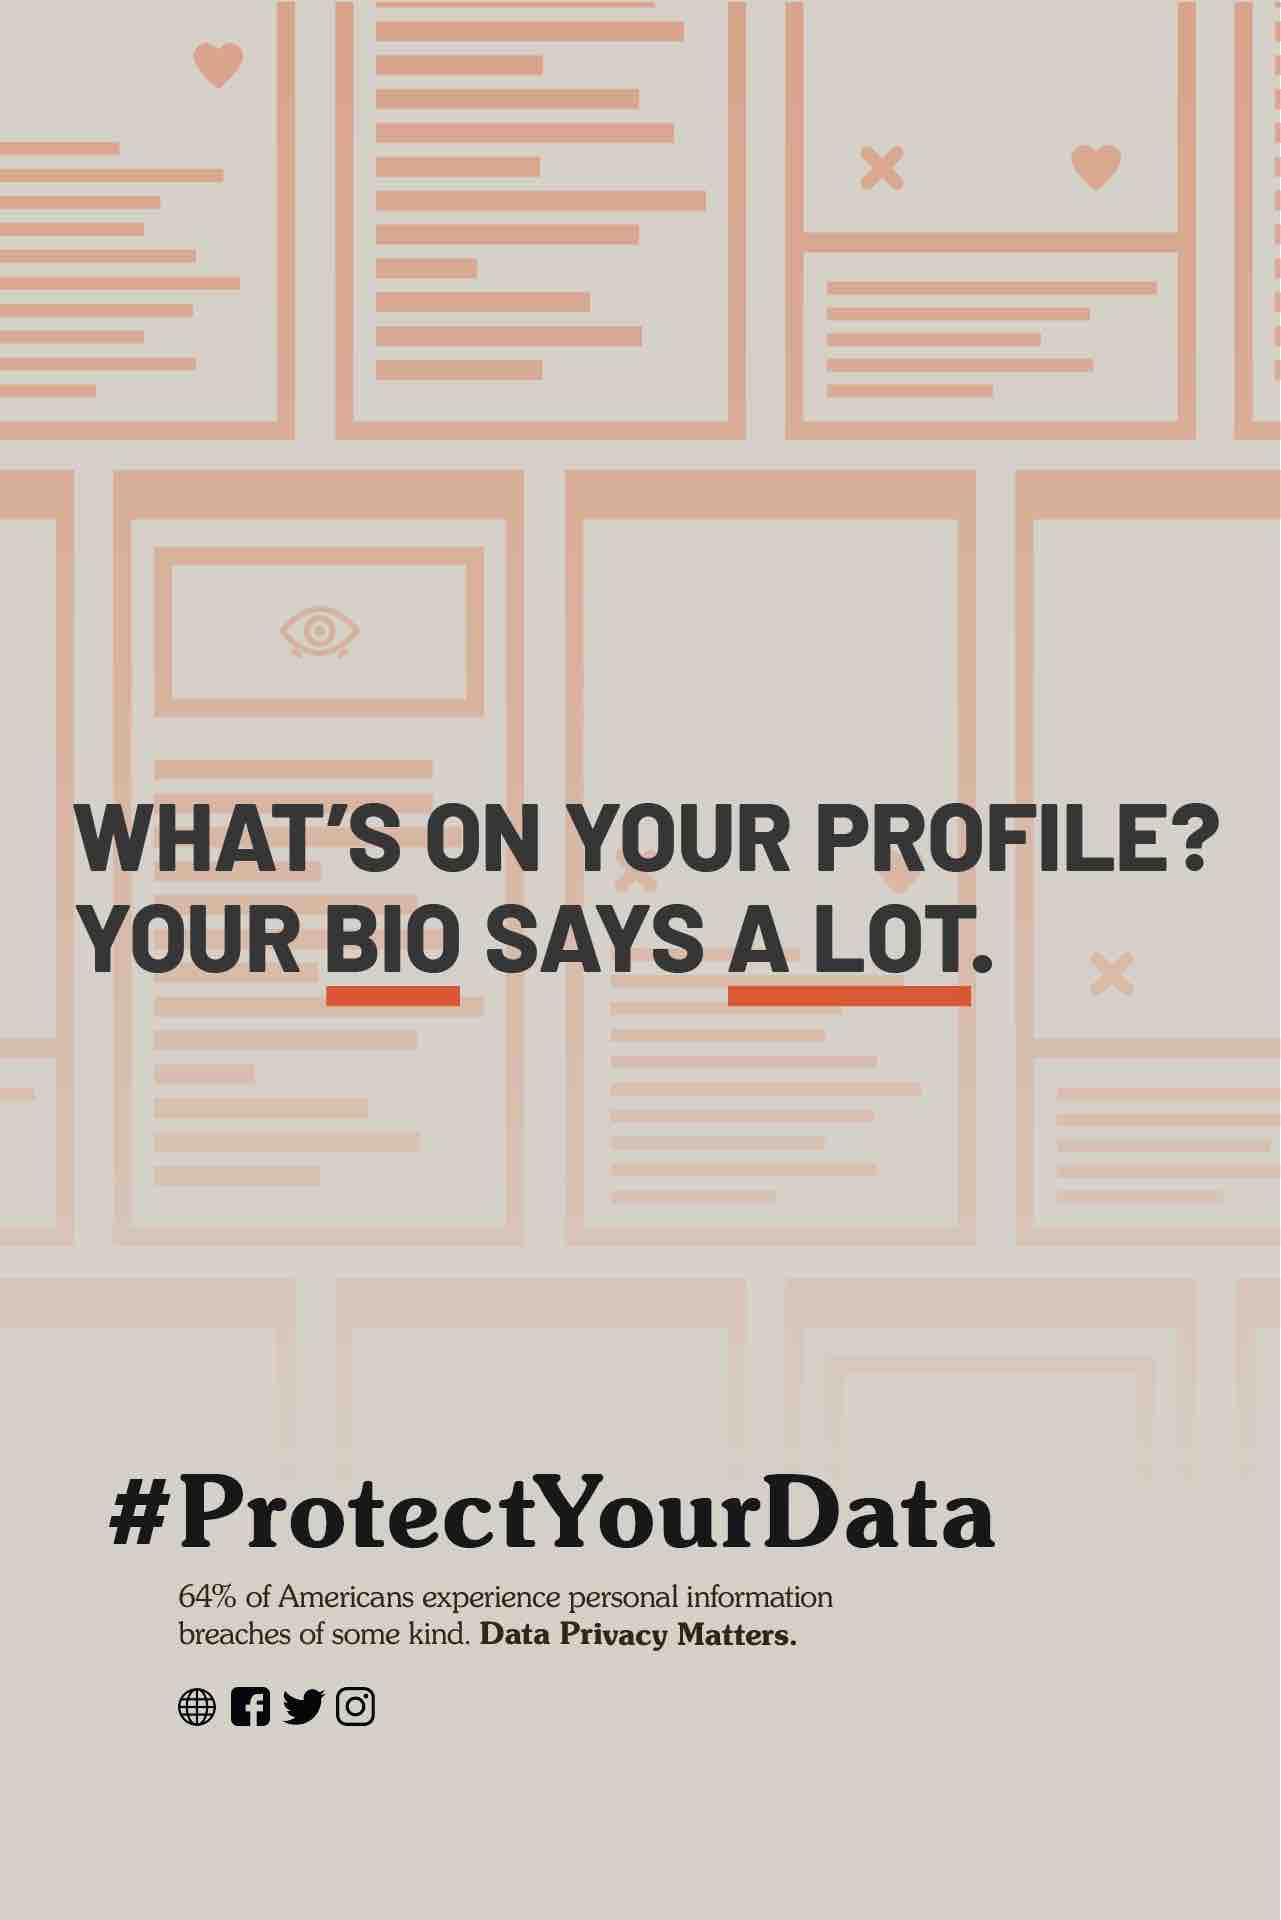 WHAT’S ON YOUR PROFILE?
YOUR BIO SAYS A LOT.
#ProtectYourData
64% of Americans experience personal information
breaches of some kind. Data Privacy Matters.